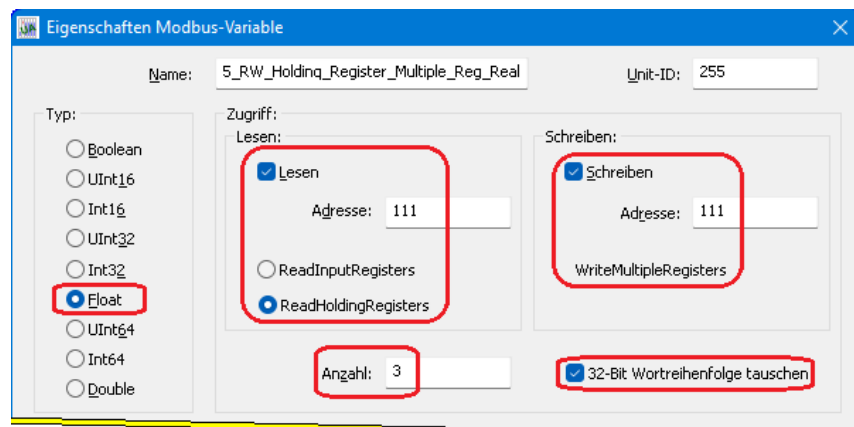 Eigenschaften Modbus-Variable
Name: 5_RW_Holding_Register_Multiple_Reg_Real Unit-ID: 255
Typ:
Boolean
UInt16
Int16
UInt32
Int32
Float
UInt64
Int64
Double
Zugriff:
Lesen:
Lesen
Adresse: 111
ReadInputRegisters
ReadHoldingRegisters
Schreiben:
Schreiben
Adresse: 111
WriteMultipleRegisters
Anzahl: 3
32-Bit Wortreihenfolge tauschen